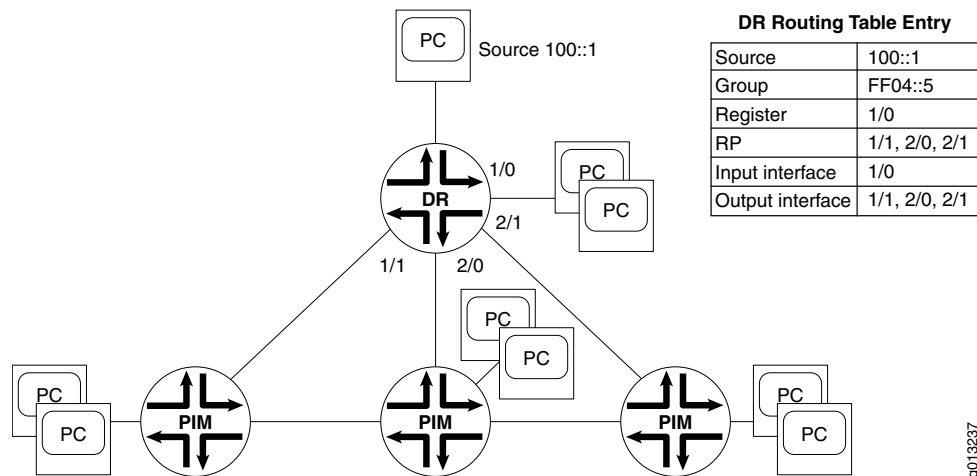 PC
Source 100::1
DR Routing Table Entry
Source 100::1
Group FF04::5
Register 1/0
RP 1/1, 2/0, 2/1
Input interface 1/0
Output interface 1/1, 2/0, 2/1
1/0
PC
PC
DR
2/1
1/1
2/0
PC
PC
PC
PC
PIM
PIM
PIM
PC
PC
g013237